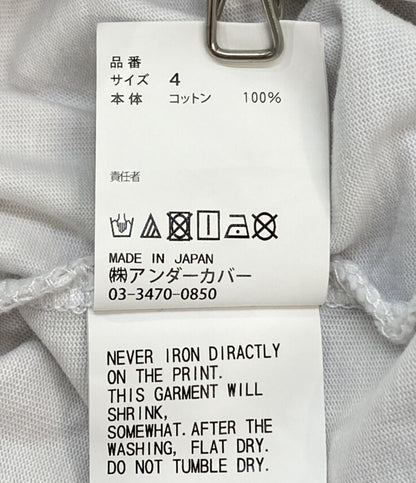 品番
サイズ 4
本体 コットン 100%
責任者
MADE IN JAPAN
㈱アンダーカバー
03-3470-0850
NEVER IRON DIRACTLY
ON THE PRINT.
THIS GARMENT WILL
SHRINK,
SOMEWHAT. AFTER THE
WASHING, FLAT DRY.
DO NOT TUMBLE DRY.